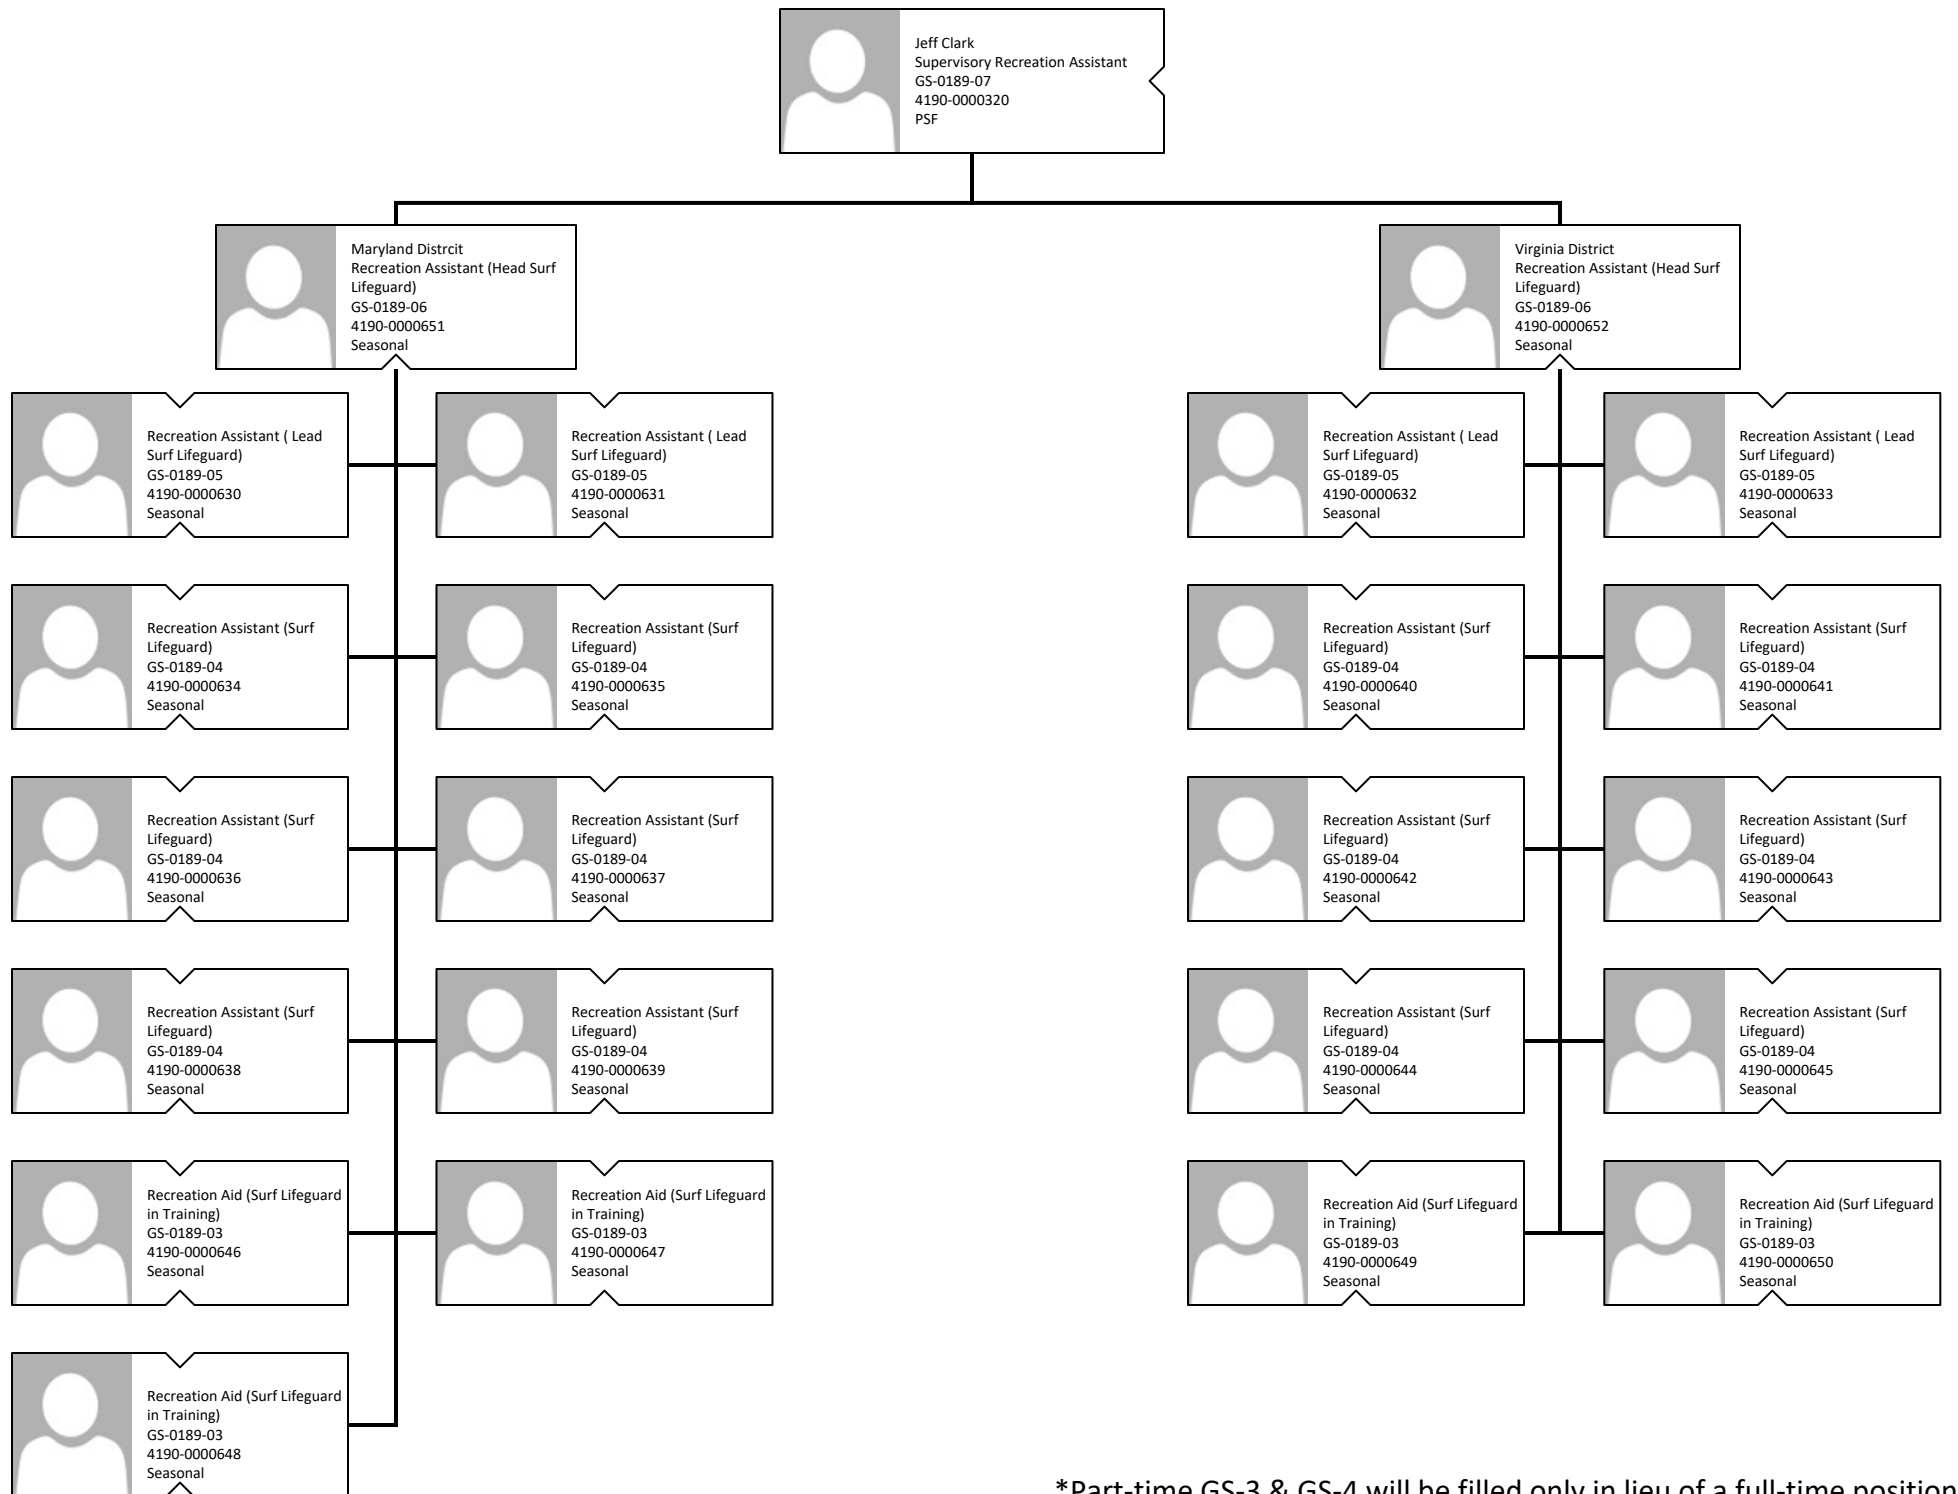 Jeff Clark
Supervisory Recreation Assistant
GS-0189-07
4190-0000320
PSF
Maryland Distrcit
Recreation Assistant (Head Surf
Lifeguard)
GS-0189-06
4190-0000651
Seasonal
Virginia District
Recreation Assistant (Head Surf
Lifeguard)
GS-0189-06
4190-0000652
Seasonal
Recreation Assistant ( Lead
Surf Lifeguard)
GS-0189-05
4190-0000630
Seasonal
Recreation Assistant ( Lead
Surf Lifeguard)
GS-0189-05
4190-0000631
Seasonal
Recreation Assistant ( Lead
Surf Lifeguard)
GS-0189-05
4190-0000632
Seasonal
Recreation Assistant ( Lead
Surf Lifeguard)
GS-0189-05
4190-0000633
Seasonal
Recreation Assistant (Surf
Lifeguard)
GS-0189-04
4190-0000634
Seasonal
Recreation Assistant (Surf
Lifeguard)
GS-0189-04
4190-0000635
Seasonal
Recreation Assistant (Surf
Lifeguard)
GS-0189-04
4190-0000640
Seasonal
Recreation Assistant (Surf
Lifeguard)
GS-0189-04
4190-0000641
Seasonal
Recreation Assistant (Surf
Lifeguard)
GS-0189-04
4190-0000636
Seasonal
Recreation Assistant (Surf
Lifeguard)
GS-0189-04
4190-0000637
Seasonal
Recreation Assistant (Surf
Lifeguard)
GS-0189-04
4190-0000642
Seasonal
Recreation Assistant (Surf
Lifeguard)
GS-0189-04
4190-0000643
Seasonal
Recreation Assistant (Surf
Lifeguard)
GS-0189-04
4190-0000638
Seasonal
Recreation Assistant (Surf
Lifeguard)
GS-0189-04
4190-0000639
Seasonal
Recreation Assistant (Surf
Lifeguard)
GS-0189-04
4190-0000644
Seasonal
Recreation Assistant (Surf
Lifeguard)
GS-0189-04
4190-0000645
Seasonal
Recreation Aid (Surf Lifeguard
in Training)
GS-0189-03
4190-0000646
Seasonal
Recreation Aid (Surf Lifeguard
in Training)
GS-0189-03
4190-0000647
Seasonal
Recreation Aid (Surf Lifeguard
in Training)
GS-0189-03
4190-0000649
Seasonal
Recreation Aid (Surf Lifeguard
in Training)
GS-0189-03
4190-0000650
Seasonal
Recreation Aid (Surf Lifeguard
in Training)
GS-0189-03
4190-0000648
Seasonal
*Part-time GS-3 & GS-4 will be filled only in lieu of a full-time position